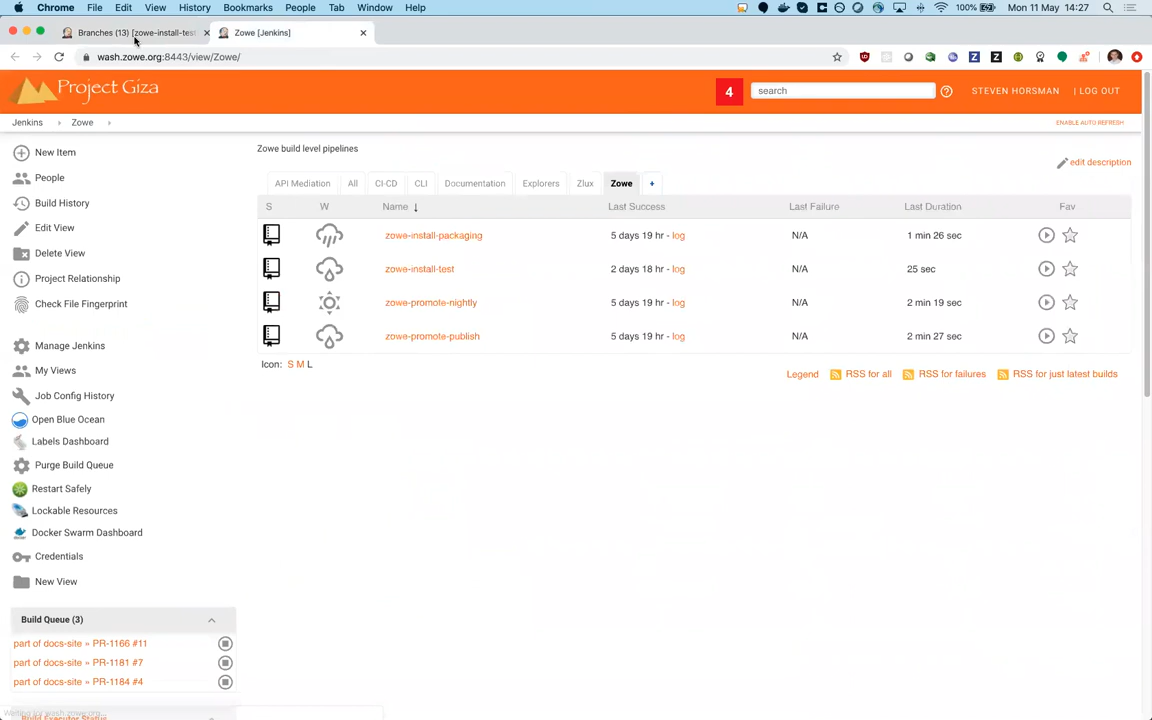 Chrome File Edit View History Bookmarks People Tab Window Help 100% Mon 11 May 14:27
Branches (13) [zowe-install-test Zowe [Jenkins]
wash.zowe.org:8443/view/Zowe/
Project Giza 4 search STEVEN HORSMAN | LOG OUT
Jenkins Zowe ENABLE AUTO REFRESH
Zowe build level pipelines
edit description
New Item
People
Build History
Edit View
Delete View
Project Relationship
Check File Fingerprint
Manage Jenkins
My Views
Job Config History
Open Blue Ocean
Labels Dashboard
Purge Build Queue
Restart Safely
Lockable Resources
Docker Swarm Dashboard
Credentials
New View
Build Queue (3)
part of docs-site » PR-1166 #11
part of docs-site » PR-1181 #7
part of docs-site » PR-1184 #4
Build Executor Status
Waiting for wash.zowe.org...
API Mediation All CI-CD CLI Documentation Explorers Zlux Zowe +
S W Name ↓ Last Success Last Failure Last Duration Fav
zowe-install-packaging 5 days 19 hr - log N/A 1 min 26 sec
zowe-install-test 2 days 18 hr - log N/A 25 sec
zowe-promote-nightly 5 days 19 hr - log N/A 2 min 19 sec
zowe-promote-publish 5 days 19 hr - log N/A 2 min 27 sec
Icon: S M L
Legend RSS for all RSS for failures RSS for just latest builds